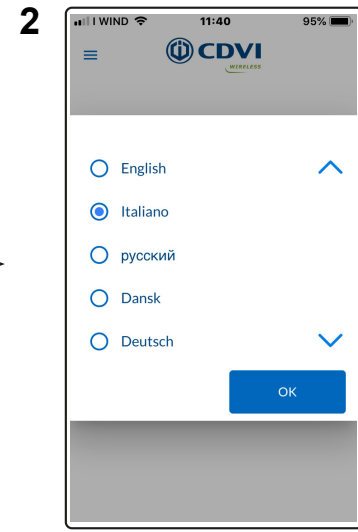 2
I WIND 11:40 95%
CDVI
WIRELESS
English
Italiano
русский
Dansk
Deutsch
OK